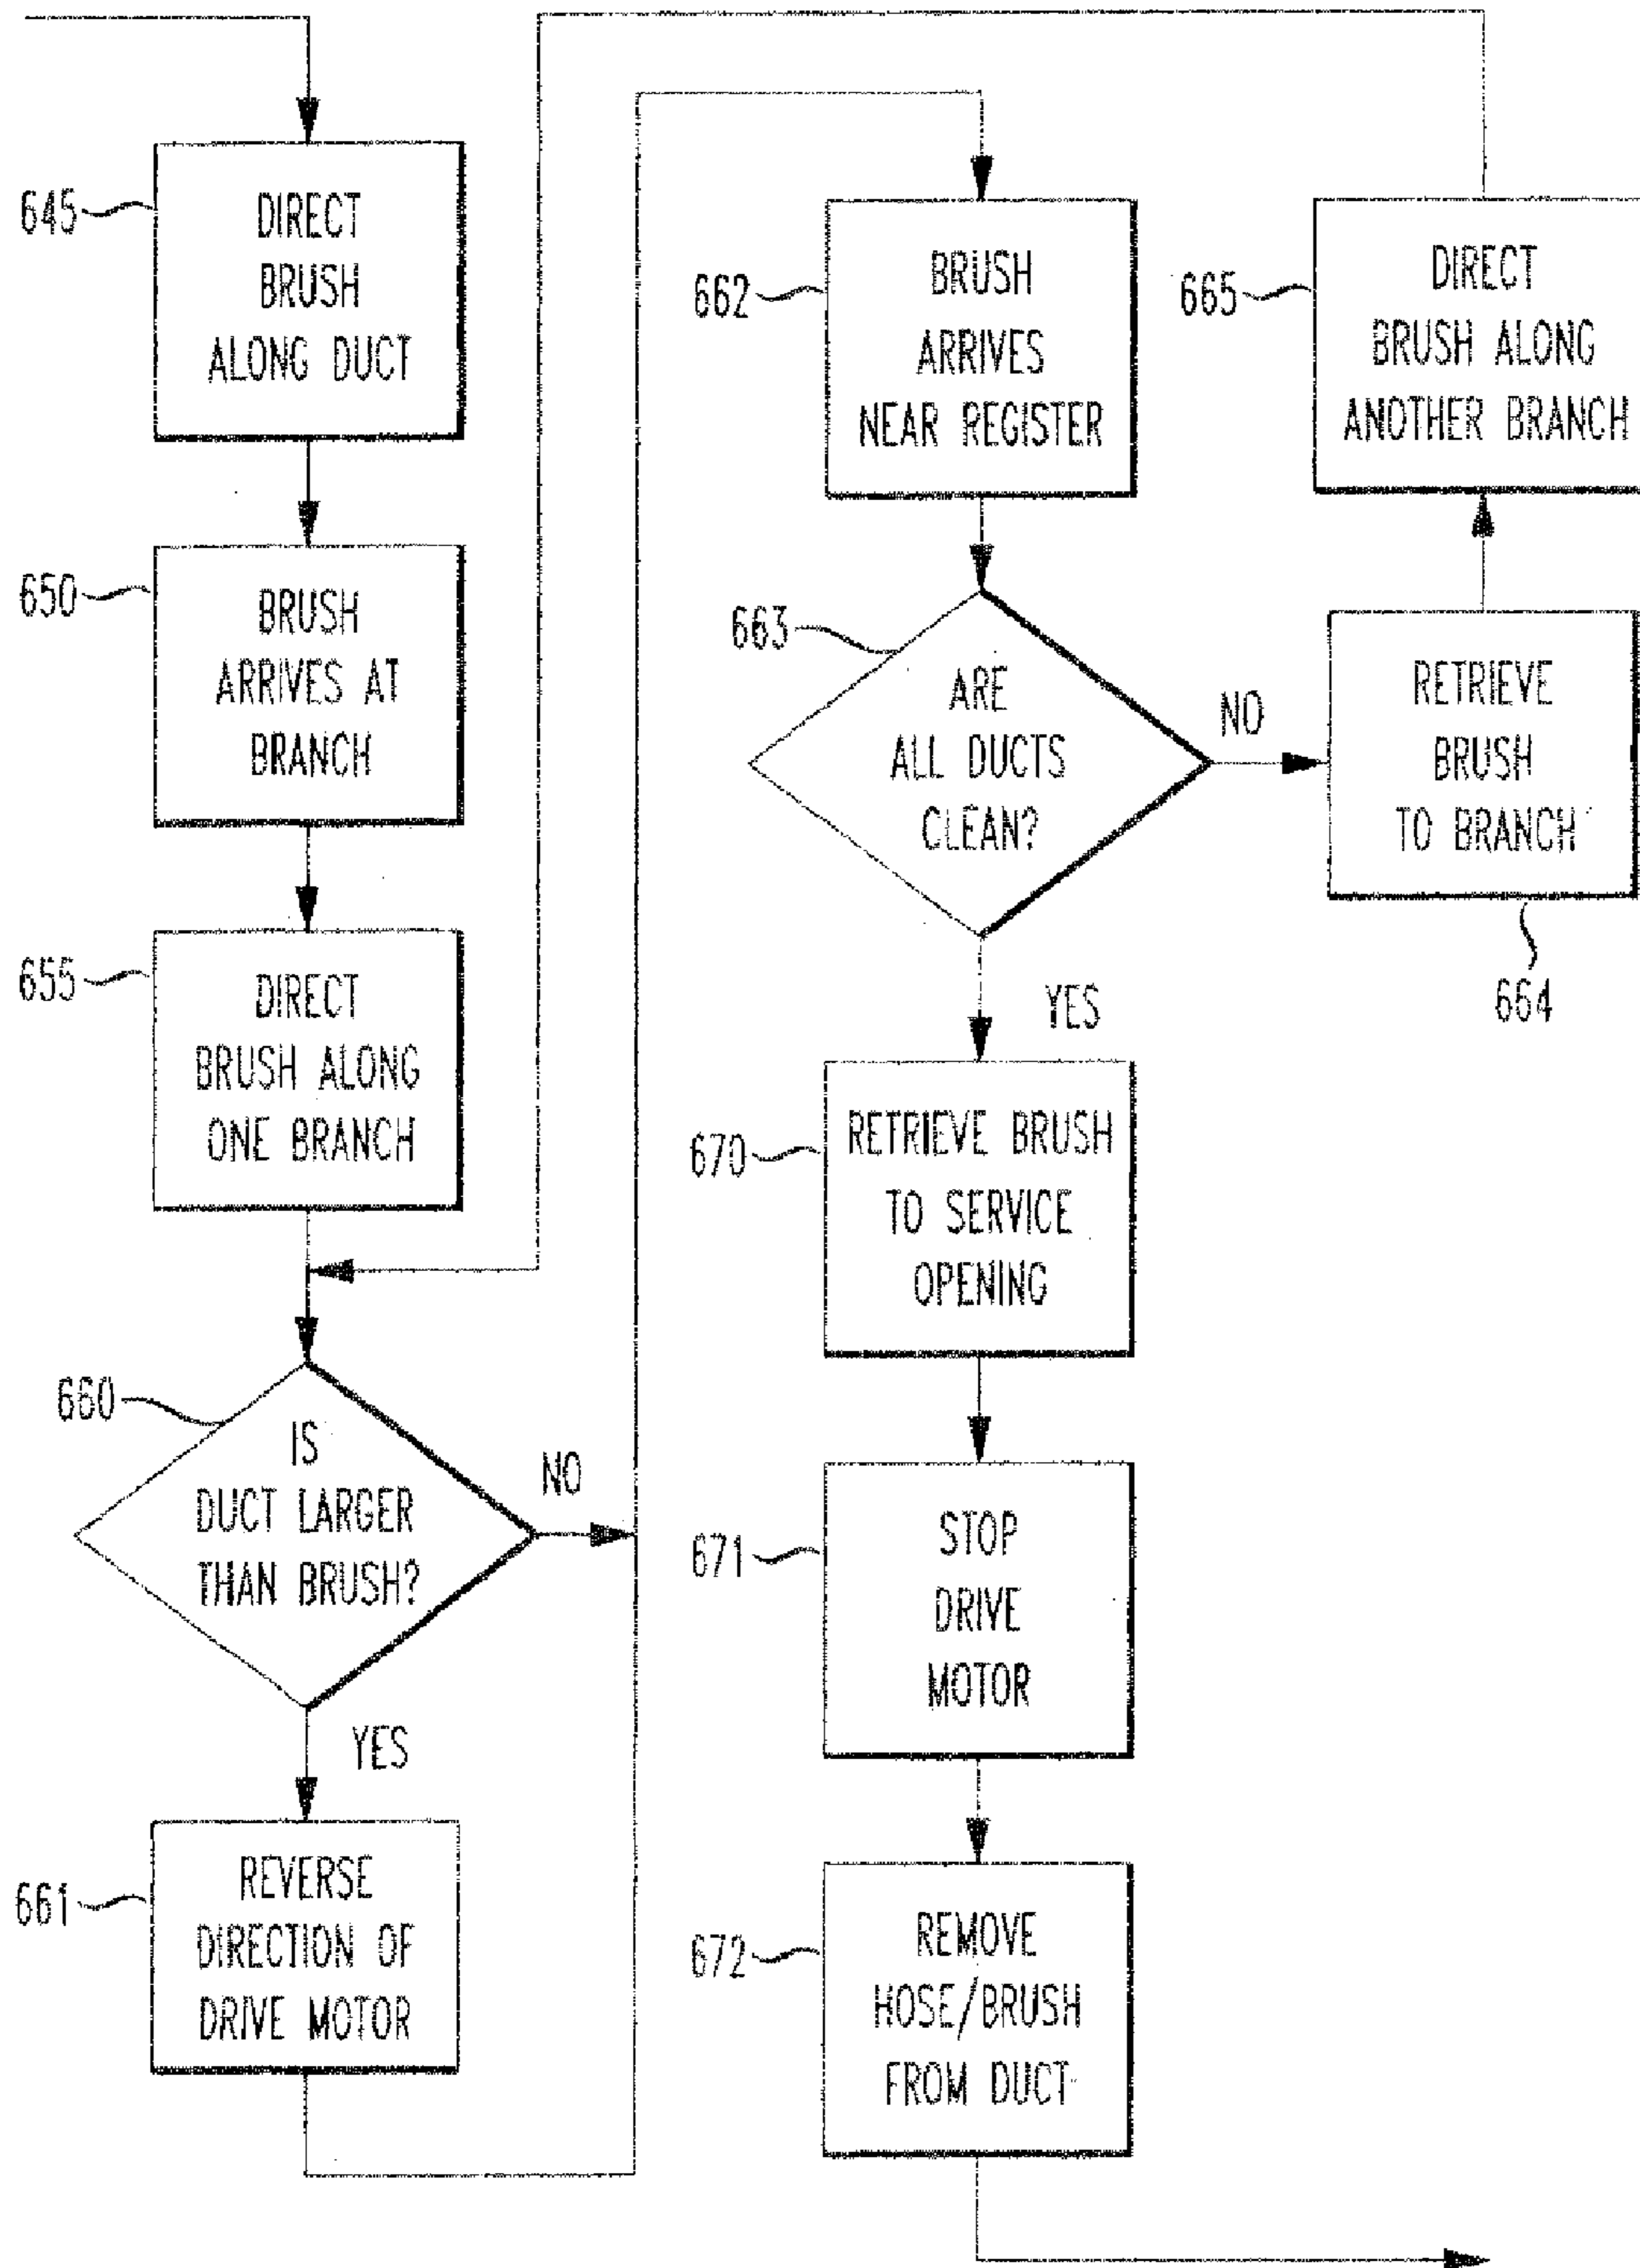 645
DIRECT
BRUSH
ALONG DUCT
650
BRUSH
ARRIVES AT
BRANCH
655
DIRECT
BRUSH ALONG
ONE BRANCH
660
IS
DUCT LARGER
THAN BRUSH?
NO
YES
661
REVERSE
DIRECTION OF
DRIVE MOTOR
662
BRUSH
ARRIVES
NEAR REGISTER
663
ARE
ALL DUCTS
CLEAN?
NO
YES
664
RETRIEVE
BRUSH
TO BRANCH
665
DIRECT
BRUSH ALONG
ANOTHER BRANCH
670
RETRIEVE BRUSH
TO SERVICE
OPENING
671
STOP
DRIVE
MOTOR
672
REMOVE
HOSE/BRUSH
FROM DUCT